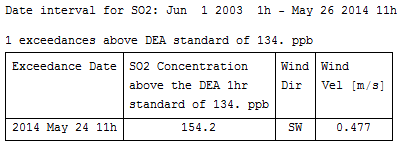 Date interval for SO2: Jun  1 2003  1h - May 26 2014 11h
1 exceedances above DEA standard of 134. ppb
Exceedance Date SO2 Concentration Wind Wind
above the DEA 1hr Dir Vel [m/s]
standard of 134. ppb
2014 May 24 11h 154.2 SW 0.477